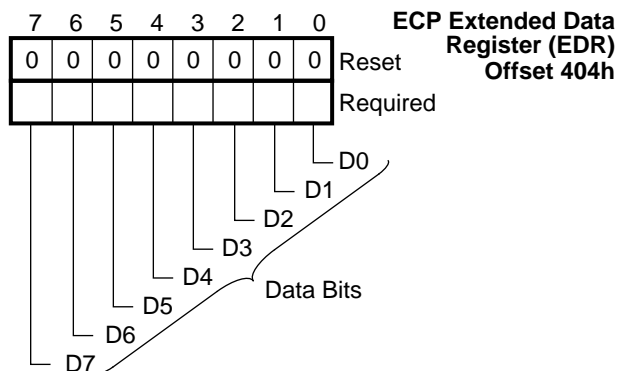 7 6 5 4 3 2 1 0
ECP Extended Data
Register (EDR)
Offset 404h
0 0 0 0 0 0 0 0 Reset
Required
D0
D1
D2
D3
D4
Data Bits
D5
D6
D7